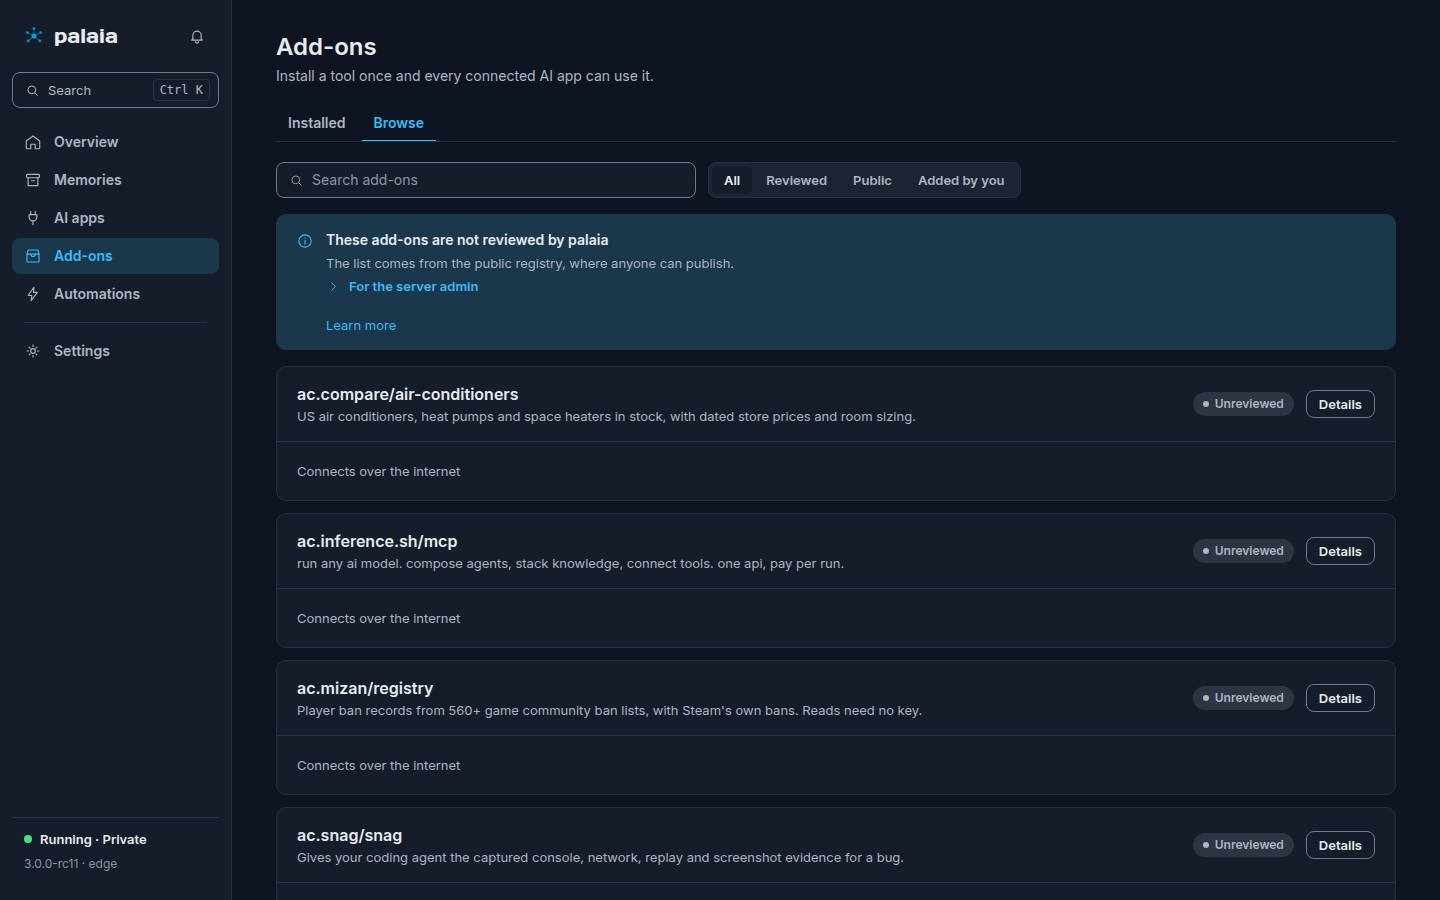 palaia
Search
Ctrl K
Overview
Memories
AI apps
Add-ons
Automations
Settings
Running · Private
3.0.0-rc11 · edge
Add-ons
Install a tool once and every connected AI app can use it.
Installed
Browse
Search add-ons
All
Reviewed
Public
Added by you
These add-ons are not reviewed by palaia
The list comes from the public registry, where anyone can publish.
For the server admin
Learn more
ac.compare/air-conditioners
US air conditioners, heat pumps and space heaters in stock, with dated store prices and room sizing.
Unreviewed
Details
Connects over the internet
ac.inference.sh/mcp
run any ai model. compose agents, stack knowledge, connect tools. one api, pay per run.
Unreviewed
Details
Connects over the internet
ac.mizan/registry
Player ban records from 560+ game community ban lists, with Steam's own bans. Reads need no key.
Unreviewed
Details
Connects over the internet
ac.snag/snag
Gives your coding agent the captured console, network, replay and screenshot evidence for a bug.
Unreviewed
Details